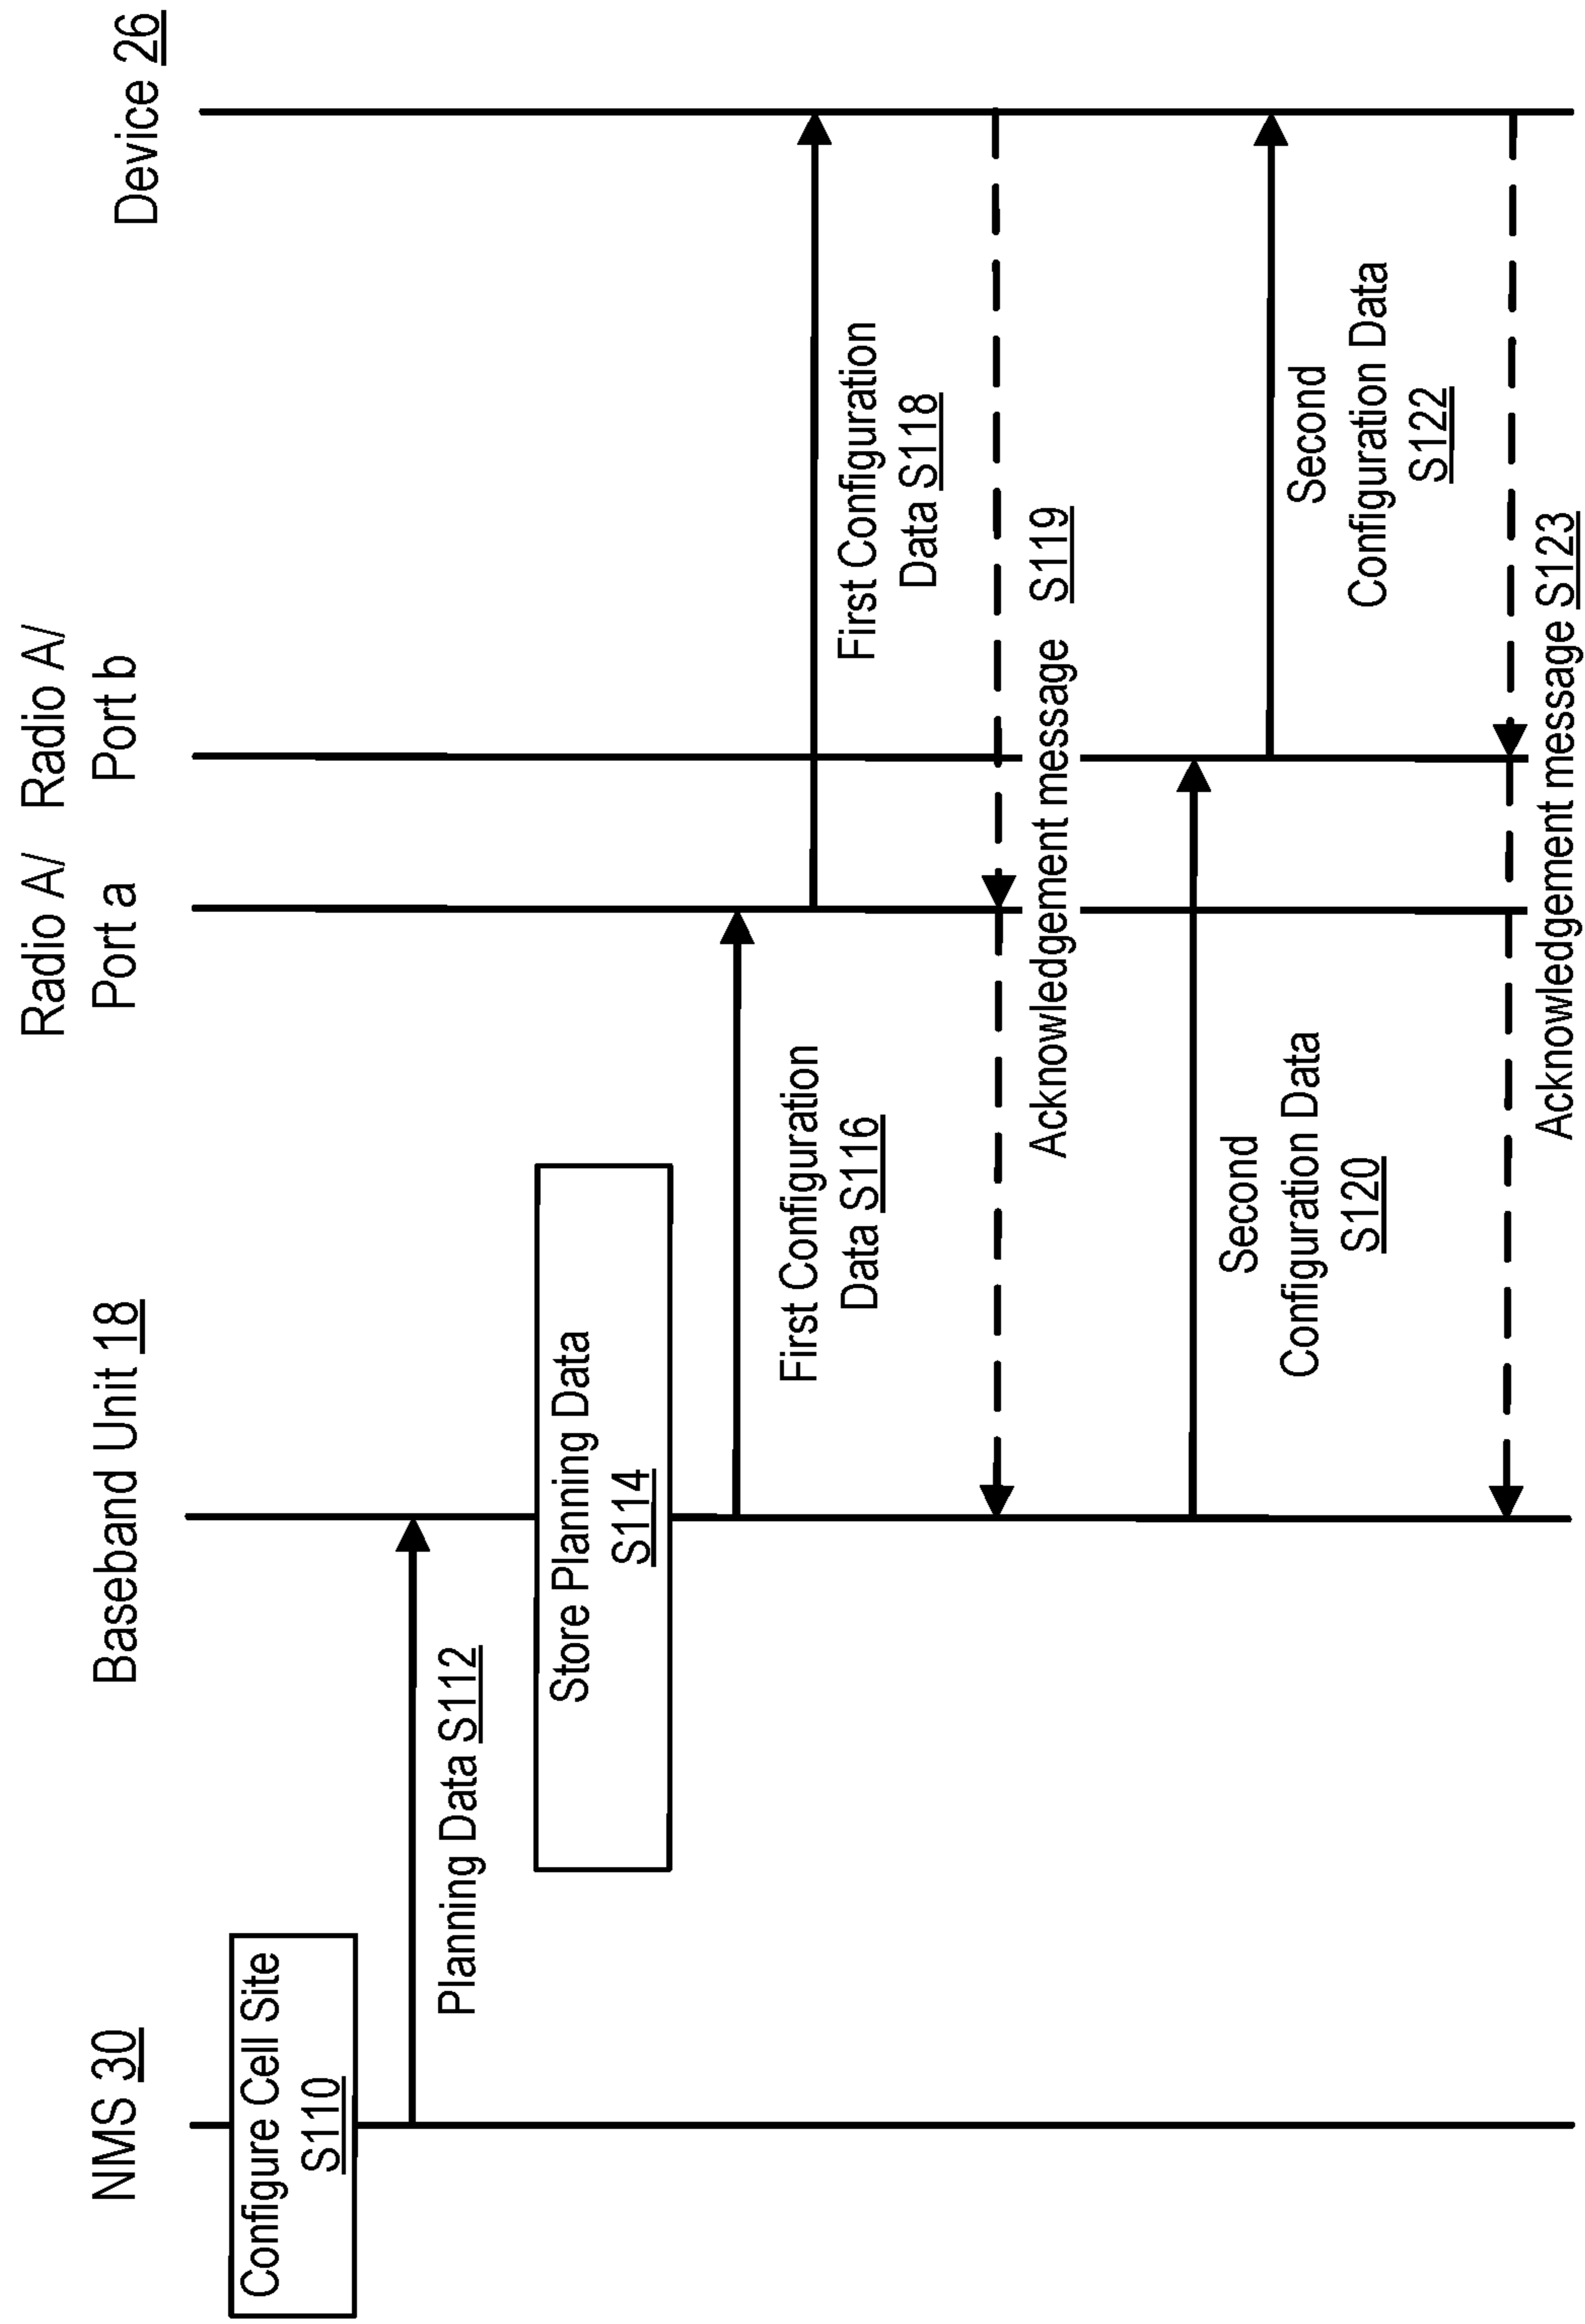 NMS 30
Baseband Unit 18
Radio A/
Port a
Radio A/
Port b
Device 26
Configure Cell Site
S110
Planning Data S112
Store Planning Data
S114
First Configuration
Data S116
First Configuration
Data S118
Acknowledgement message S119
Second
Configuration Data
S120
Second
Configuration Data
S122
Acknowledgement message S123